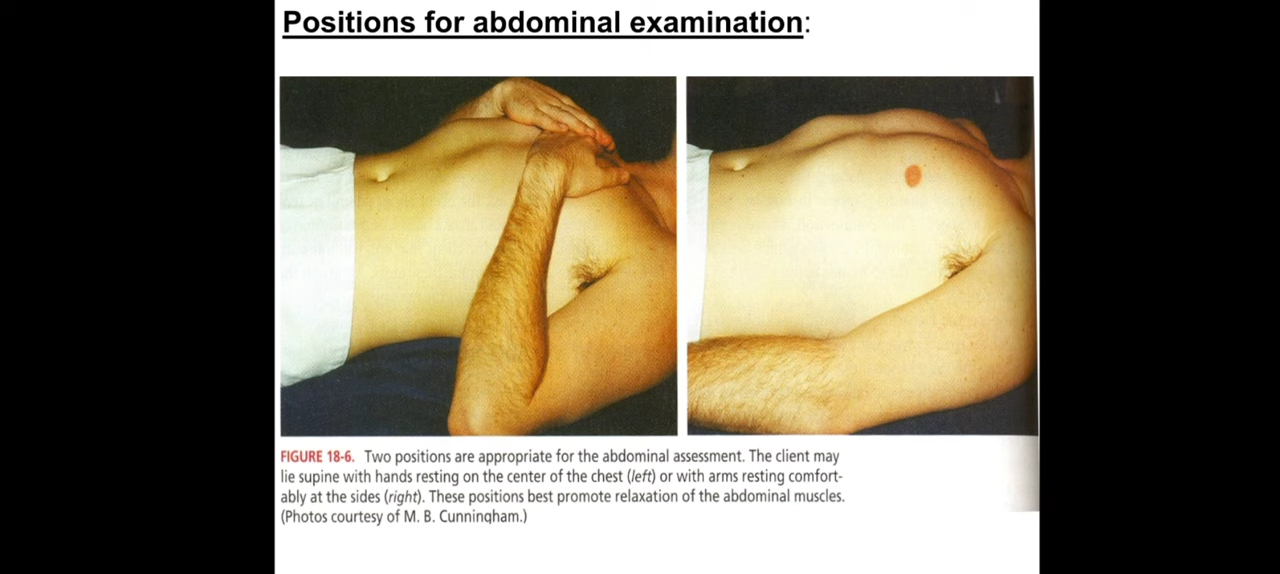 Positions for abdominal examination:
FIGURE 18-6. Two positions are appropriate for the abdominal assessment. The client may
lie supine with hands resting on the center of the chest (left) or with arms resting comfort-
ably at the sides (right). These positions best promote relaxation of the abdominal muscles.
(Photos courtesy of M. B. Cunningham.)